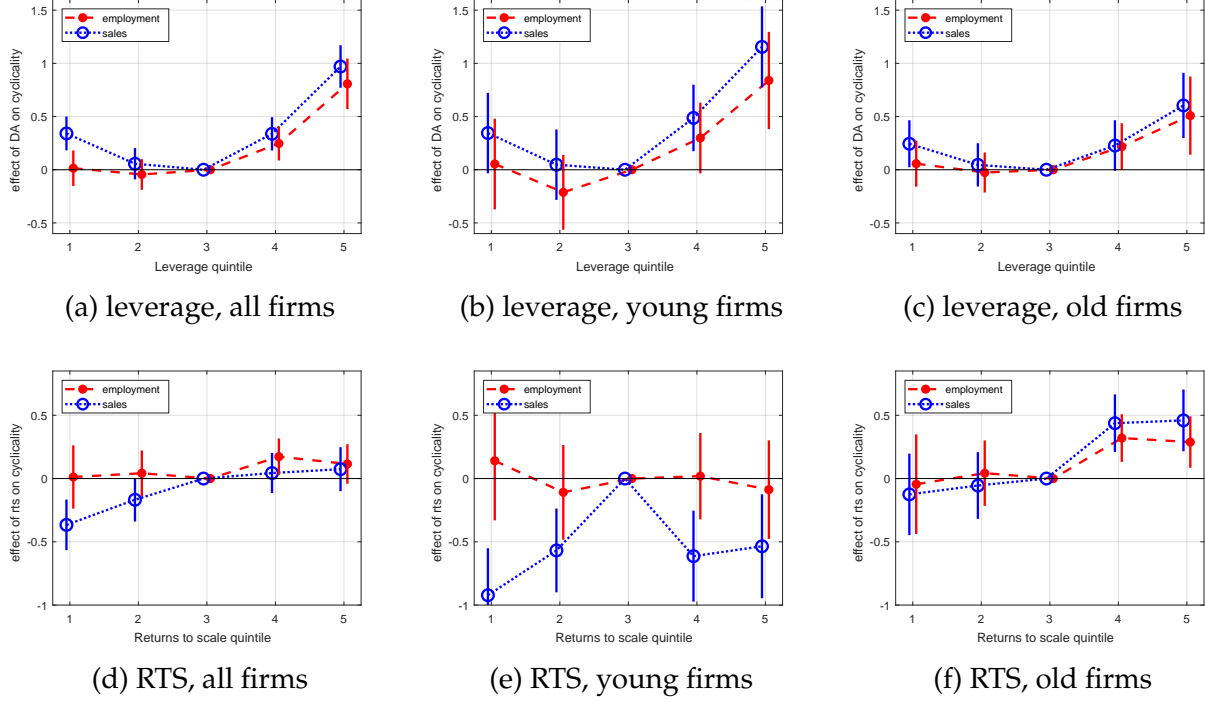 1.5
1
0.5
0
-0.5
effect of DA on cyclicality
employment
sales
1 2 3 4 5
Leverage quintile
(a) leverage, all firms
1.5
1
0.5
0
-0.5
effect of DA on cyclicality
employment
sales
1 2 3 4 5
Leverage quintile
(b) leverage, young firms
1.5
1
0.5
0
-0.5
effect of DA on cyclicality
employment
sales
1 2 3 4 5
Leverage quintile
(c) leverage, old firms
0.5
0
-0.5
-1
effect of rts on cyclicality
employment
sales
1 2 3 4 5
Returns to scale quintile
(d) RTS, all firms
0.5
0
-0.5
-1
effect of rts on cyclicality
employment
sales
1 2 3 4 5
Returns to scale quintile
(e) RTS, young firms
0.5
0
-0.5
-1
effect of rts on cyclicality
employment
sales
1 2 3 4 5
Returns to scale quintile
(f) RTS, old firms